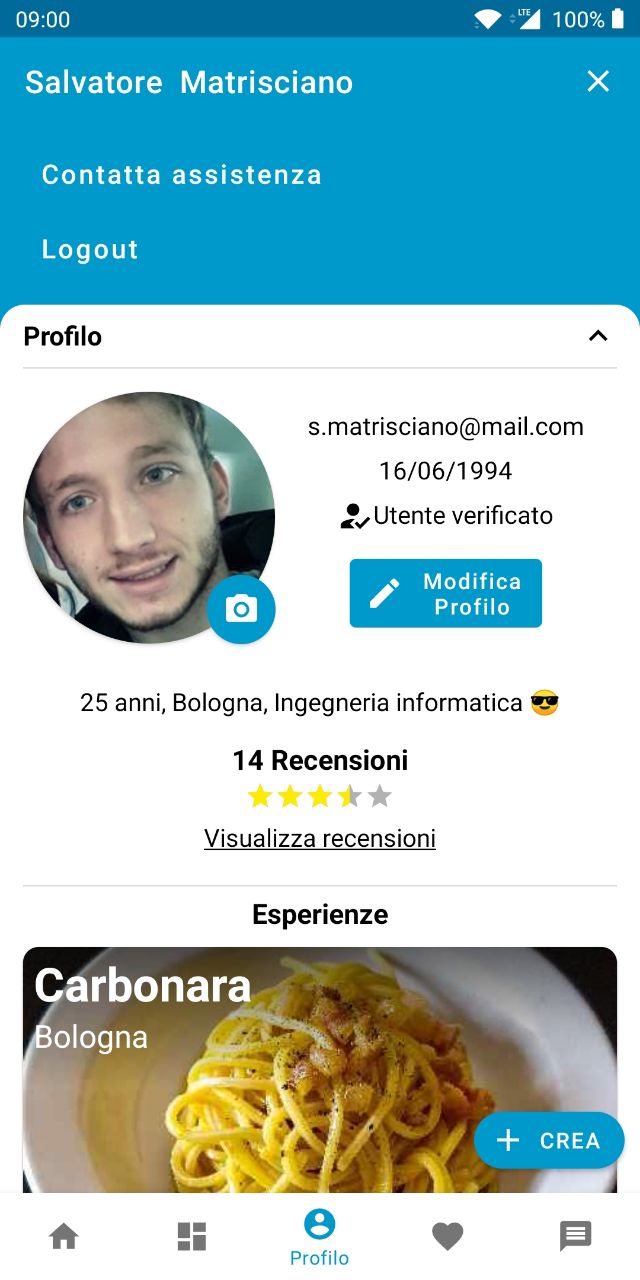 09:00
LTE
100%
Salvatore Matrisciano
Contatta assistenza
Logout
Profilo
s.matrisciano@mail.com
16/06/1994
Utente verificato
Modifica
Profilo
25 anni, Bologna, Ingegneria informatica 😎
14 Recensioni
Visualizza recensioni
Esperienze
Carbonara
Bologna
+ CREA
Profilo